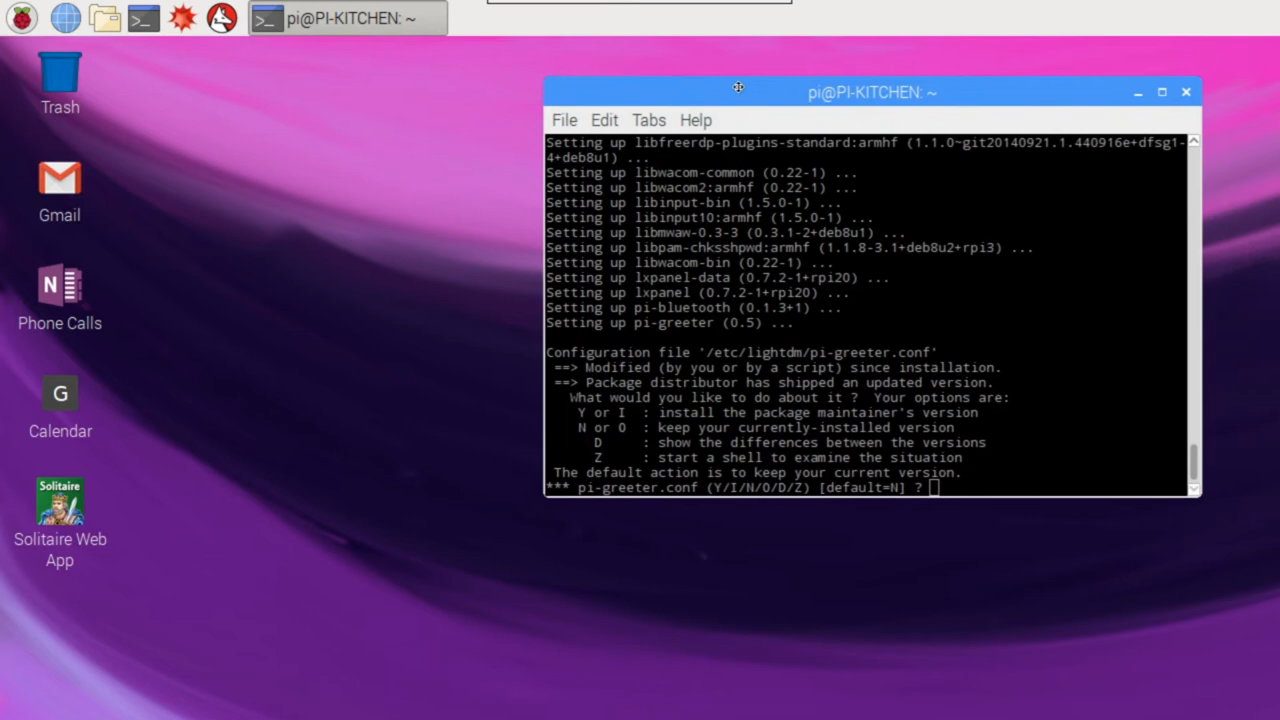 pi@PI-KITCHEN: ~
Trash
Gmail
N
Phone Calls
G
Calendar
Solitaire
Solitaire Web
App
pi@PI-KITCHEN: ~
File Edit Tabs Help
Setting up libfreerdp-plugins-standard:armhf (1.1.0~git20140921.1.440916e+dfsg1-
4+deb8u1) ...
Setting up libwacom-common (0.22-1) ...
Setting up libwacom2:armhf (0.22-1) ...
Setting up libinput-bin (1.5.0-1) ...
Setting up libinput10:armhf (1.5.0-1) ...
Setting up libmwaw-0.3-3 (0.3.1-2+deb8u1) ...
Setting up libpam-chksshpwd:armhf (1.1.8-3.1+deb8u2+rpi3) ...
Setting up libwacom-bin (0.22-1) ...
Setting up lxpanel-data (0.7.2-1+rpi20) ...
Setting up lxpanel (0.7.2-1+rpi20) ...
Setting up pi-bluetooth (0.1.3+1) ...
Setting up pi-greeter (0.5) ...
Configuration file '/etc/lightdm/pi-greeter.conf'
==> Modified (by you or by a script) since installation.
==> Package distributor has shipped an updated version.
What would you like to do about it ?  Your options are:
Y or I  : install the package maintainer's version
N or O  : keep your currently-installed version
D     : show the differences between the versions
Z     : start a shell to examine the situation
The default action is to keep your current version.
*** pi-greeter.conf (Y/I/N/O/D/Z) [default=N] ?